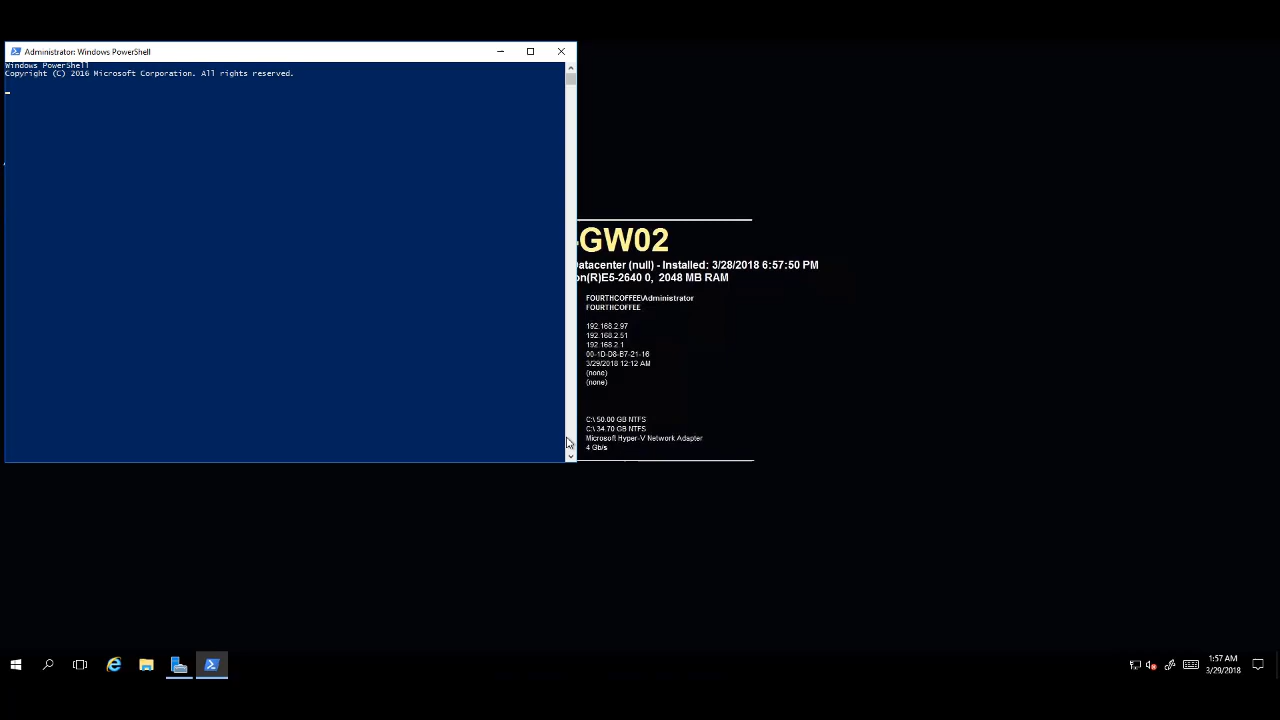 Administrator: Windows PowerShell
Windows PowerShell
Copyright (C) 2016 Microsoft Corporation. All rights reserved.
-GW02
Datacenter (null) - Installed: 3/28/2018 6:57:50 PM
on(R)E5-2640 0, 2048 MB RAM
FOURTHCOFFEE\Administrator
FOURTHCOFFEE
192.168.2.97
192.168.2.51
192.168.2.1
00-1D-D8-B7-21-16
3/29/2018 12:12 AM
(none)
(none)
C:\ 50.00 GB NTFS
C:\ 34.70 GB NTFS
Microsoft Hyper-V Network Adapter
4 Gb/s
1:57 AM
3/29/2018